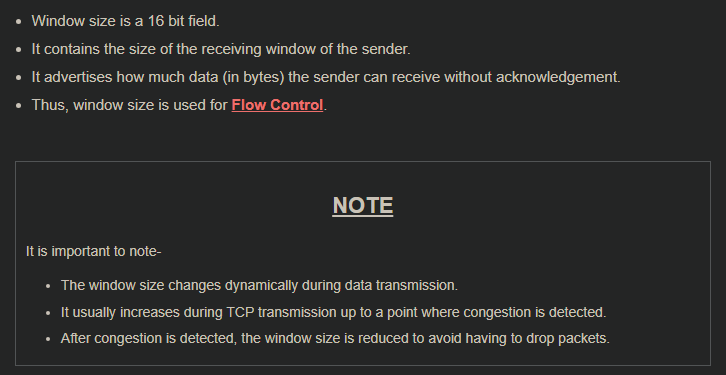 Window size is a 16 bit field.
It contains the size of the receiving window of the sender.
It advertises how much data (in bytes) the sender can receive without acknowledgement.
Thus, window size is used for Flow Control.
NOTE
It is important to note-
The window size changes dynamically during data transmission.
It usually increases during TCP transmission up to a point where congestion is detected.
After congestion is detected, the window size is reduced to avoid having to drop packets.